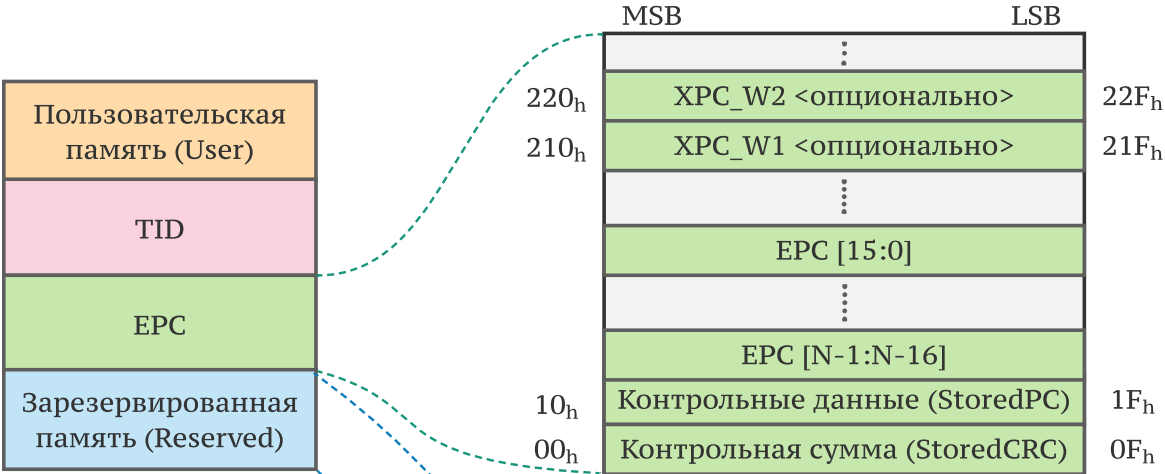 MSB LSB
Пользовательская
память (User)
TID
EPC
Зарезервированная
память (Reserved)
220h XPC_W2 <опционально> 22Fh
210h XPC_W1 <опционально> 21Fh
EPC [15:0]
EPC [N-1:N-16]
10h Контрольные данные (StoredPC) 1Fh
00h Контрольная сумма (StoredCRC) 0Fh